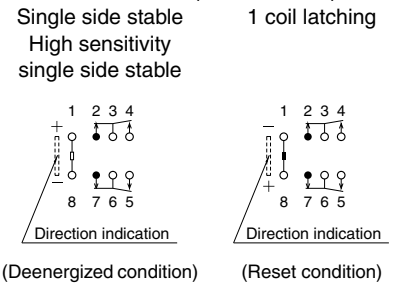 Single side stable
High sensitivity
single side stable
1 2 3 4
+
−
8 7 6 5
Direction indication
(Deenergized condition)
1 coil latching
1 2 3 4
−
+
8 7 6 5
Direction indication
(Reset condition)